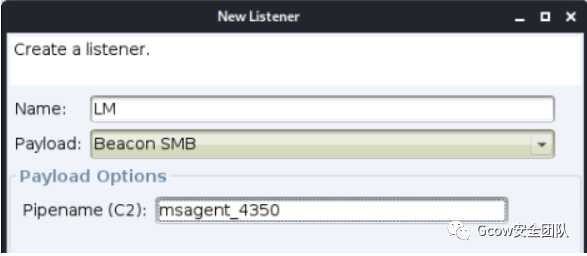 New Listener
Create a listener.
Name: LM
Payload: Beacon SMB
Payload Options
Pipename (C2): msagent_4350
Gcow安全团队